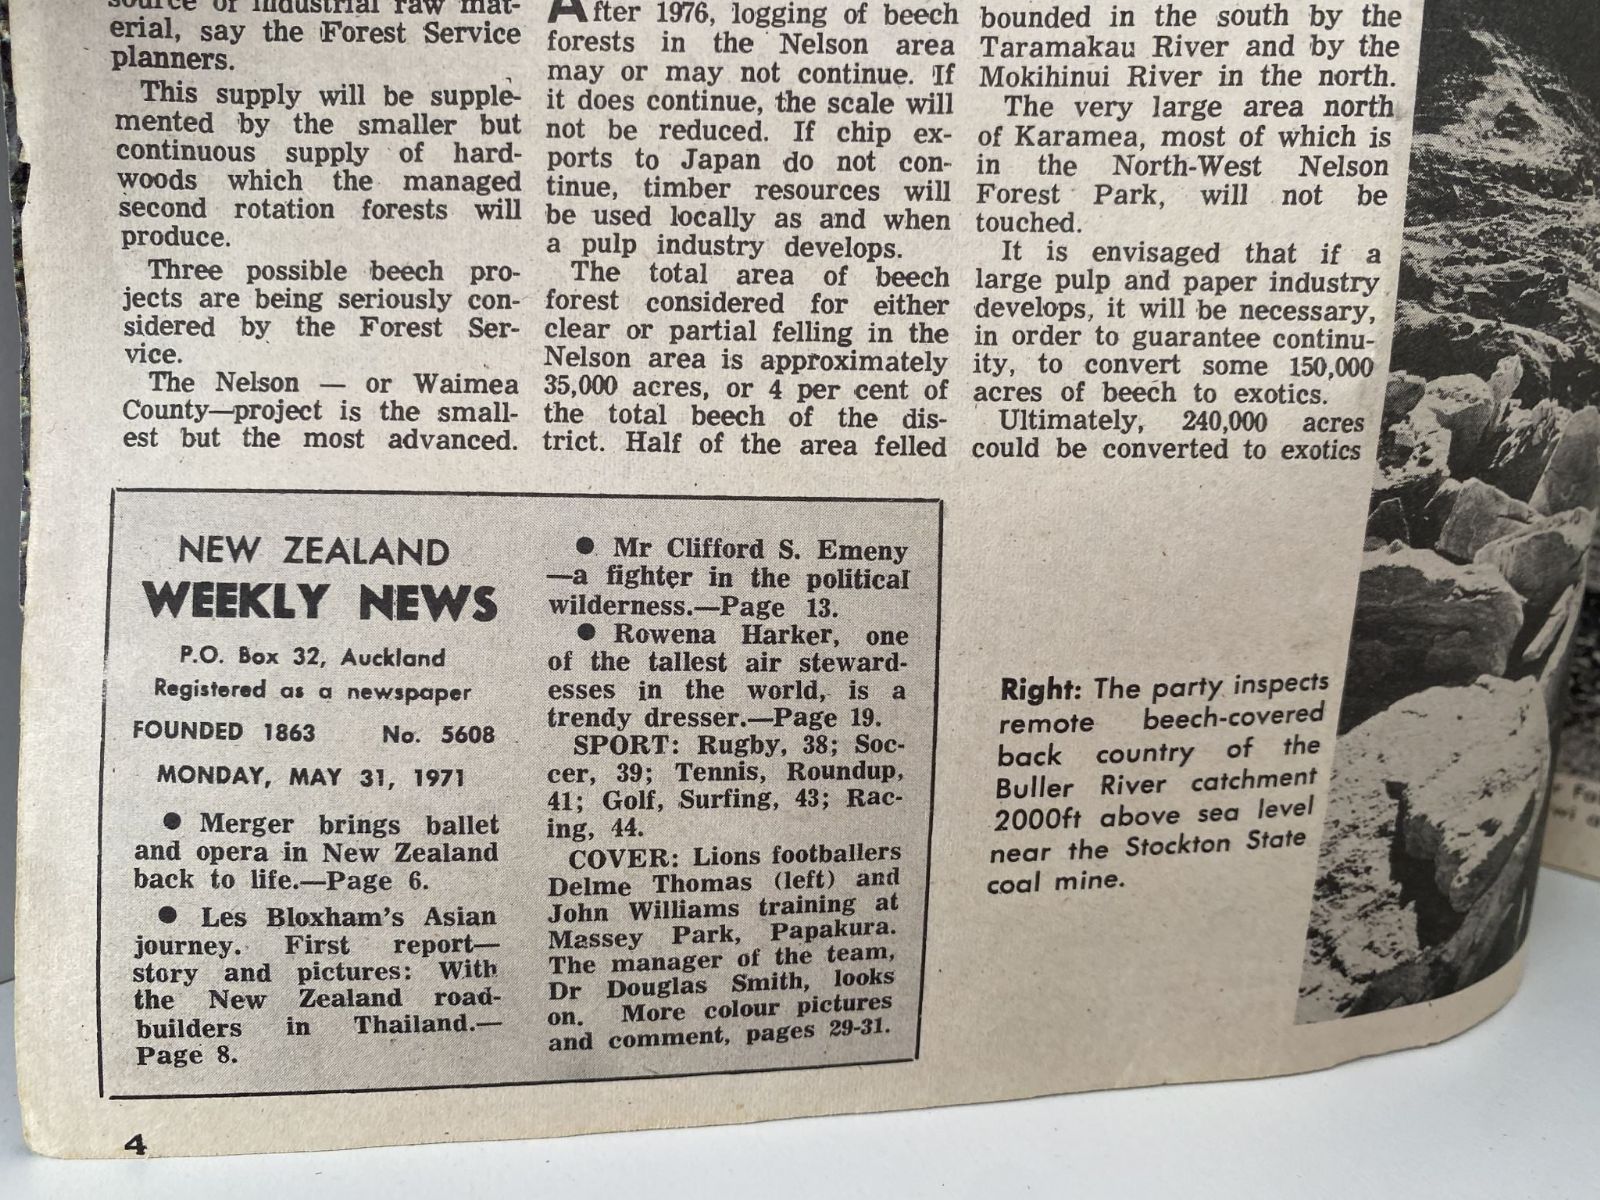 source of industrial raw mat-
erial, say the Forest Service
planners.
This supply will be supple-
mented by the smaller but
continuous supply of hard-
woods which the managed
second rotation forests will
produce.
Three possible beech pro-
jects are being seriously con-
sidered by the Forest Ser-
vice.
The Nelson — or Waimea
County—project is the small-
est but the most advanced.
After 1976, logging of beech
forests in the Nelson area
may or may not continue. If
it does continue, the scale will
not be reduced. If chip ex-
ports to Japan do not con-
tinue, timber resources will
be used locally as and when
a pulp industry develops.
The total area of beech
forest considered for either
clear or partial felling in the
Nelson area is approximately
35,000 acres, or 4 per cent of
the total beech of the dis-
trict. Half of the area felled
bounded in the south by the
Taramakau River and by the
Mokihinui River in the north.
The very large area north
of Karamea, most of which is
in the North-West Nelson
Forest Park, will not be
touched.
It is envisaged that if a
large pulp and paper industry
develops, it will be necessary,
in order to guarantee continu-
ity, to convert some 150,000
acres of beech to exotics.
Ultimately, 240,000 acres
could be converted to exotics
NEW ZEALAND
WEEKLY NEWS
P.O. Box 32, Auckland
Registered as a newspaper
FOUNDED 1863 No. 5608
MONDAY, MAY 31, 1971
● Merger brings ballet
and opera in New Zealand
back to life.—Page 6.
● Les Bloxham's Asian
journey. First report—
story and pictures: With
the New Zealand road-
builders in Thailand.—
Page 8.
● Mr Clifford S. Emeny
—a fighter in the political
wilderness.—Page 13.
● Rowena Harker, one
of the tallest air steward-
esses in the world, is a
trendy dresser.—Page 19.
SPORT: Rugby, 38; Soc-
cer, 39; Tennis, Roundup,
41; Golf, Surfing, 43; Rac-
ing, 44.
COVER: Lions footballers
Delme Thomas (left) and
John Williams training at
Massey Park, Papakura.
The manager of the team,
Dr Douglas Smith, looks
on. More colour pictures
and comment, pages 29-31.
Right: The party inspects
remote beech-covered
back country of the
Buller River catchment
2000ft above sea level
near the Stockton State
coal mine.
4